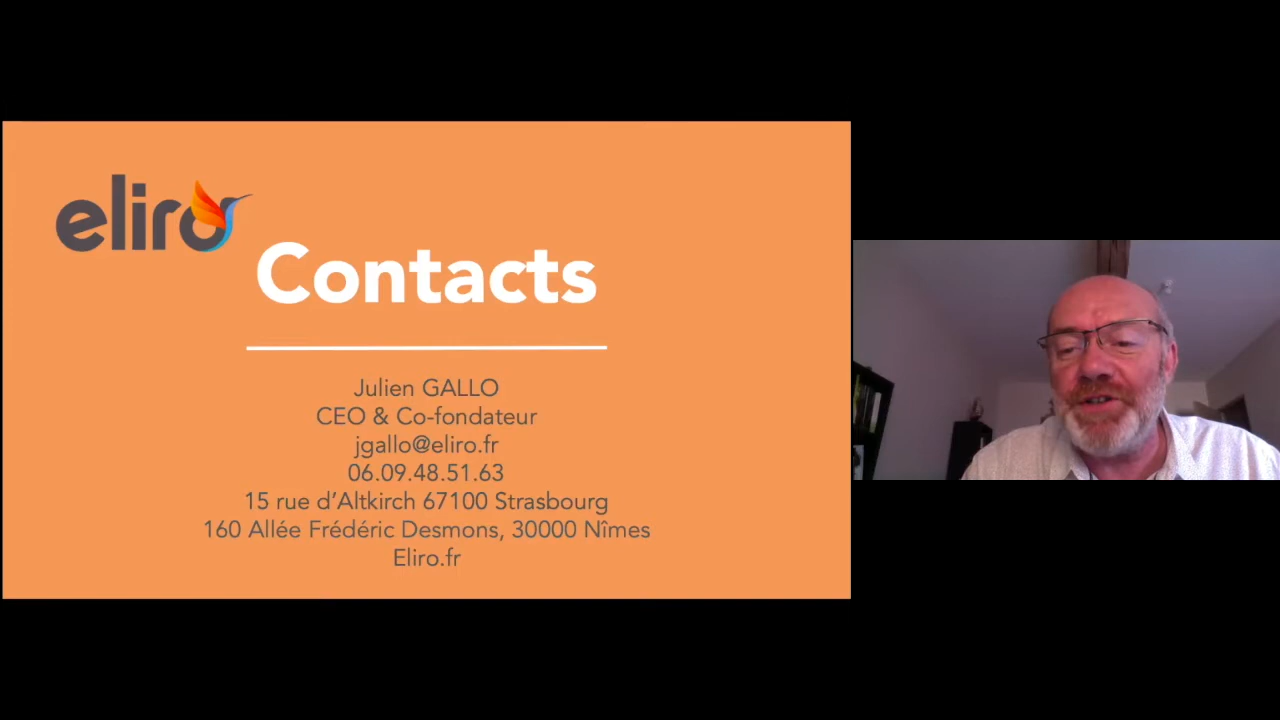 eliro
Contacts
Julien GALLO
CEO & Co-fondateur
jgallo@eliro.fr
06.09.48.51.63
15 rue d’Altkirch 67100 Strasbourg
160 Allée Frédéric Desmons, 30000 Nîmes
Eliro.fr